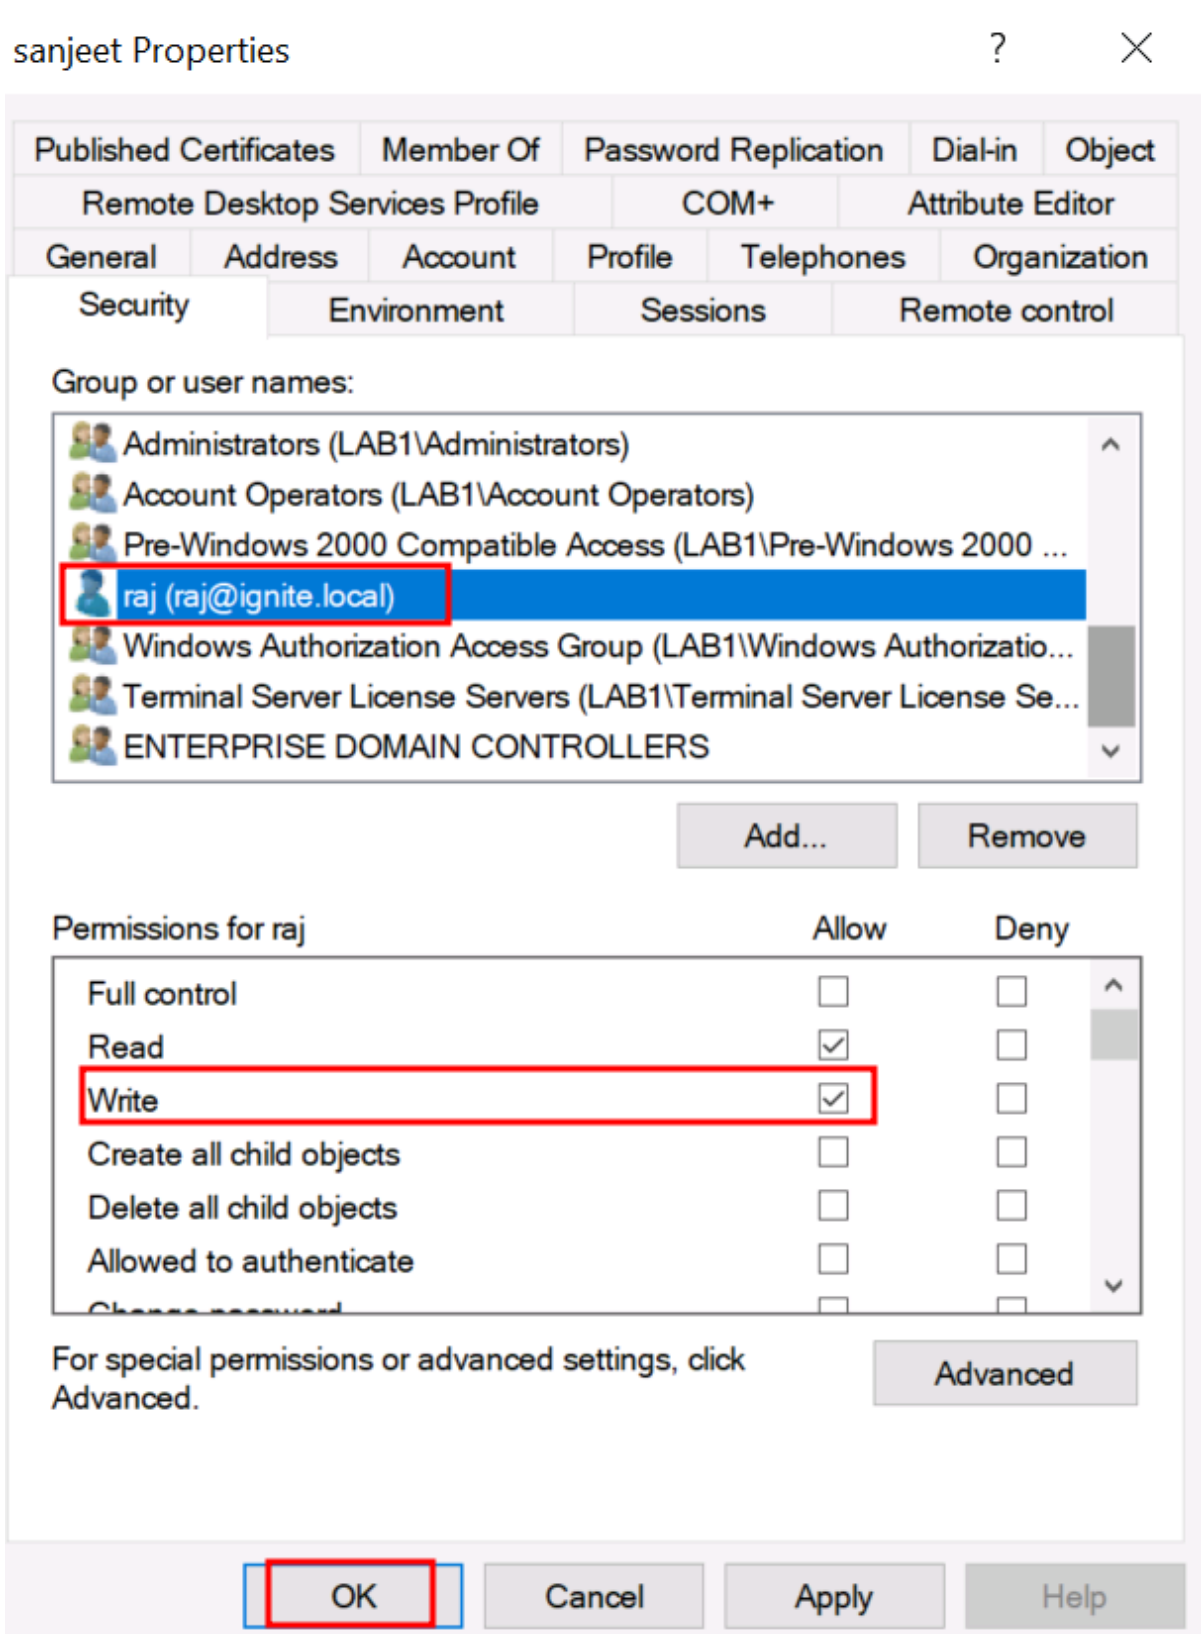 sanjeet Properties ?
Published Certificates Member Of Password Replication Dial-in Object
Remote Desktop Services Profile COM+ Attribute Editor
General Address Account Profile Telephones Organization
Security Environment Sessions Remote control
Group or user names:
Administrators (LAB1\Administrators)
Account Operators (LAB1\Account Operators)
Pre-Windows 2000 Compatible Access (LAB1\Pre-Windows 2000 ...
raj (raj@ignite.local)
Windows Authorization Access Group (LAB1\Windows Authorizatio...
Terminal Server License Servers (LAB1\Terminal Server License Se...
ENTERPRISE DOMAIN CONTROLLERS
Add... Remove
Permissions for raj Allow Deny
Full control
Read
Write
Create all child objects
Delete all child objects
Allowed to authenticate
Change password
For special permissions or advanced settings, click
Advanced.
Advanced
OK Cancel Apply Help